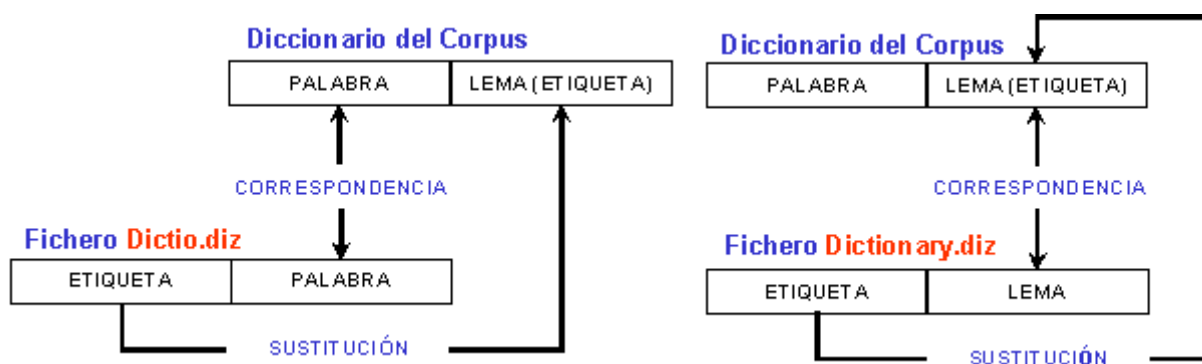 Diccionario del Corpus
PALABRA LEMA(ETIQUETA)
CORRESPONDENCIA
Fichero Dictio.diz
ETIQUETA PALABRA
SUSTITUCIÓN
Diccionario del Corpus
PALABRA LEMA(ETIQUETA)
CORRESPONDENCIA
Fichero Dictionary.diz
ETIQUETA LEMA
SUSTITUCIÓN